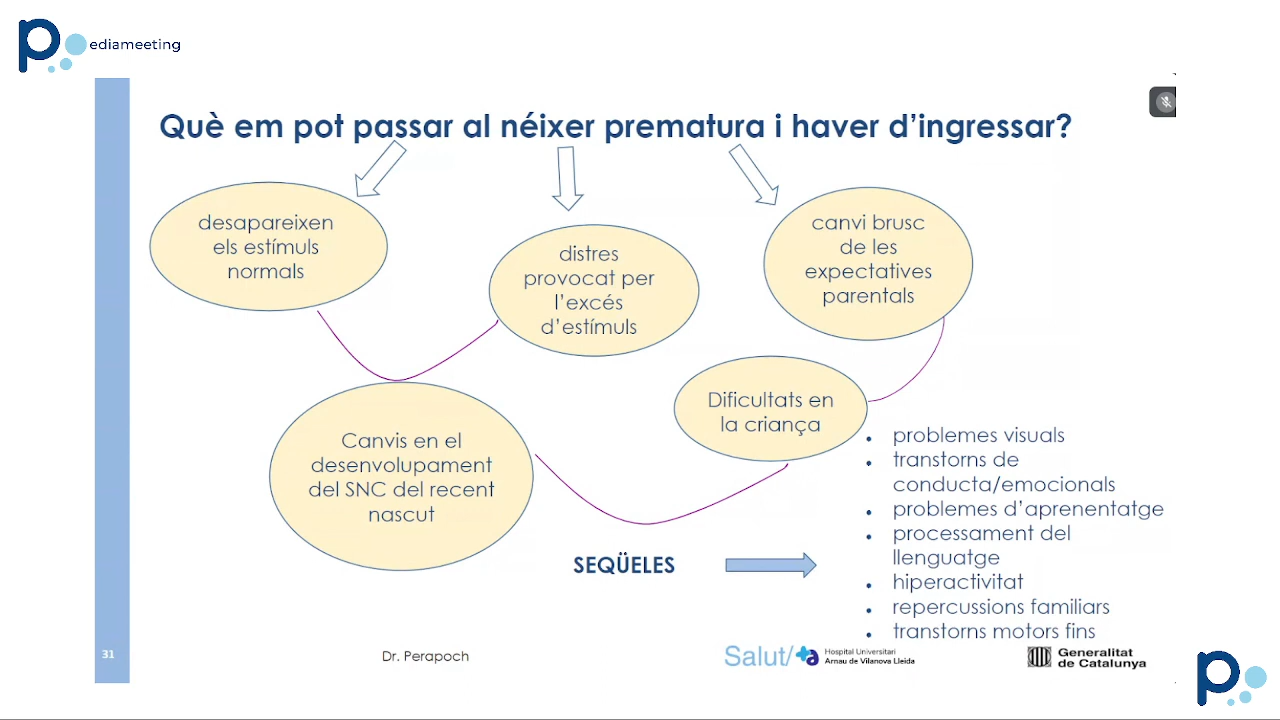 ediameeting
Què em pot passar al néixer prematura i haver d'ingressar?
desapareixen
els estímuls
normals
distres
provocat per
l'excés
d'estímuls
canvi brusc
de les
expectatives
parentals
Canvis en el
desenvolupament
del SNC del recent
nascut
Dificultats en
la criança
SEQÜELES
• problemes visuals
• transtorns de
conducta/emocionals
• problemes d'aprenentatge
• processament del
llenguatge
• hiperactivitat
• repercussions familiars
• transtorns motors fins
31
Dr. Perapoch
Salut/
Hospital Universitari
Arnau de Vilanova Lleida
Generalitat
de Catalunya